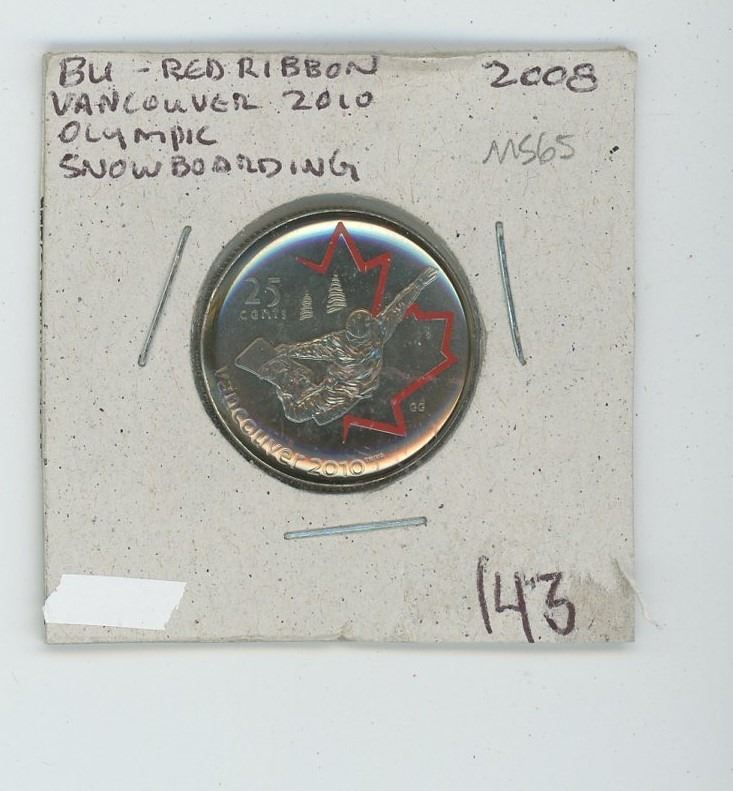 BU - RED RIBBON 2008
VANCOUVER 2010
OLYMPIC MS65
SNOWBOARDING
25
cents
GG
vancouver 2010
143